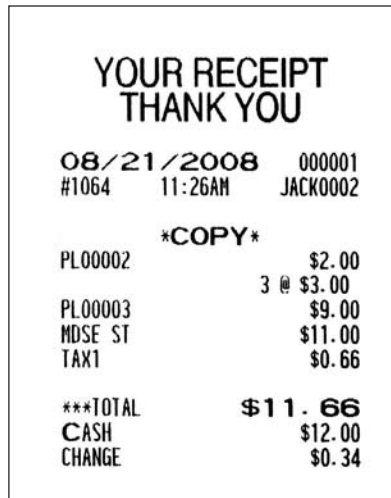 YOUR RECEIPT
THANK YOU
08/21/2008 000001
#1064 11:26AM JACK0002
*COPY*
PL00002 $2.00
3 @ $3.00
PL00003 $9.00
MDSE ST $11.00
TAX1 $0.66
***TOTAL $11.66
CASH $12.00
CHANGE $0.34